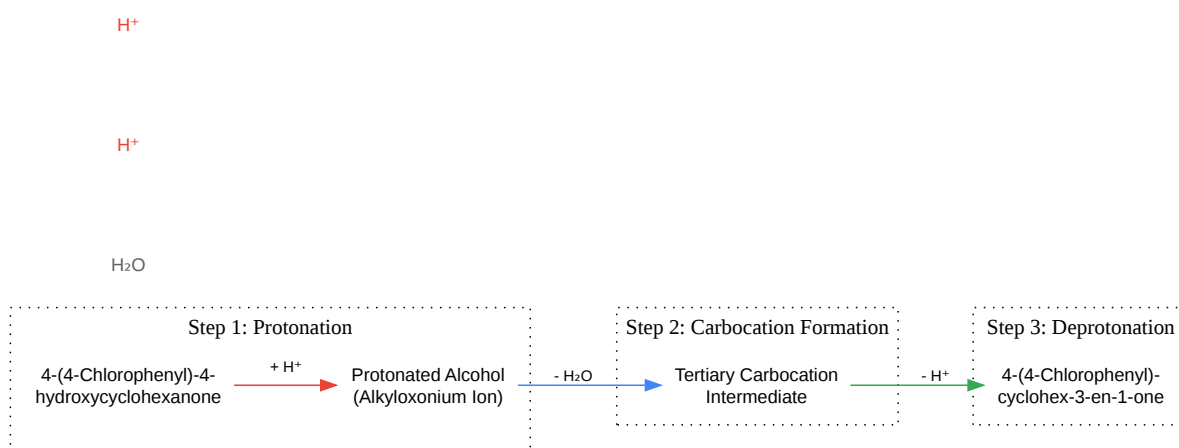 H⁺
H⁺
H₂O
Step 1: Protonation
4-(4-Chlorophenyl)-4-
hydroxycyclohexanone
+ H⁺
Protonated Alcohol
(Alkyloxonium Ion)
- H₂O
Step 2: Carbocation Formation
Tertiary Carbocation
Intermediate
- H⁺
Step 3: Deprotonation
4-(4-Chlorophenyl)-
cyclohex-3-en-1-one